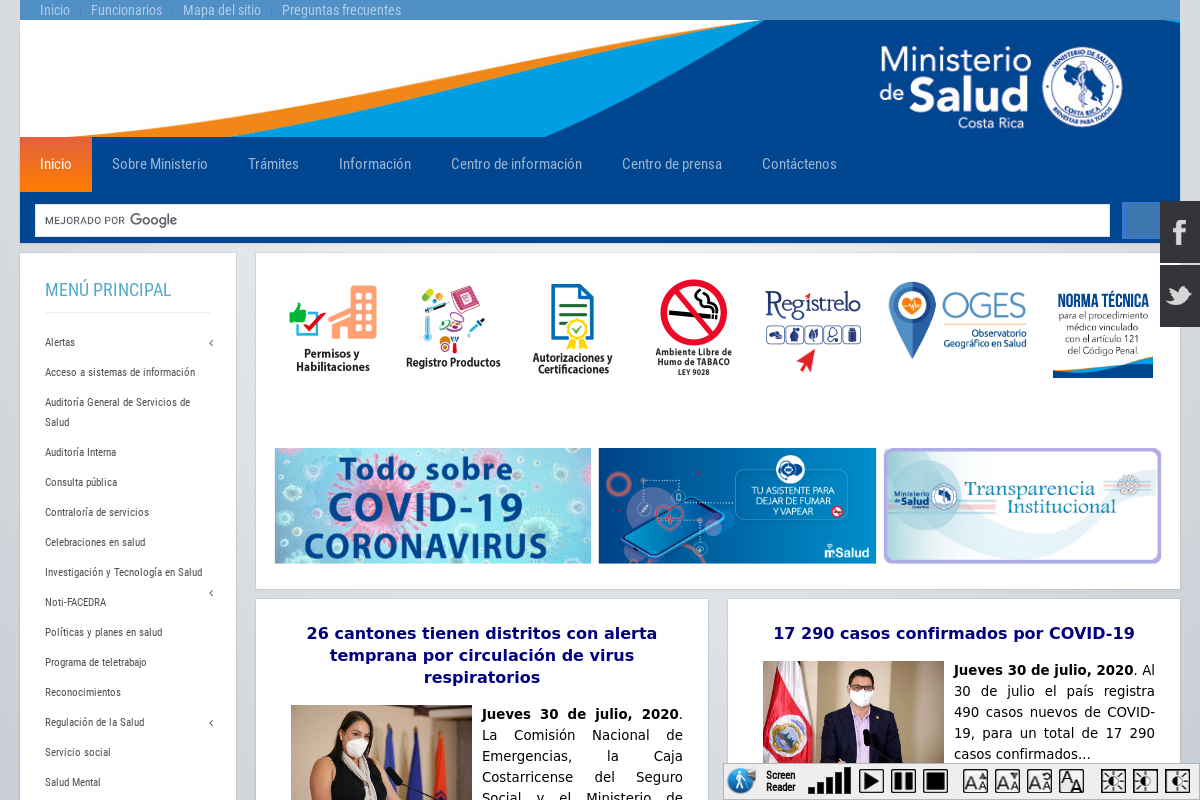 Inicio
Funcionarios
Mapa del sitio
Preguntas frecuentes
Ministerio
de Salud
Costa Rica
MINISTERIO DE SALUD
COSTA RICA
BIENESTAR PARA TODOS
Inicio
Sobre Ministerio
Trámites
Información
Centro de información
Centro de prensa
Contáctenos
MEJORADO POR Google
MENÚ PRINCIPAL
Alertas
Acceso a sistemas de información
Auditoría General de Servicios de
Salud
Auditoría Interna
Consulta pública
Contraloría de servicios
Celebraciones en salud
Investigación y Tecnología en Salud
Noti-FACEDRA
Políticas y planes en salud
Programa de teletrabajo
Reconocimientos
Regulación de la Salud
Servicio social
Salud Mental
Permisos y
Habilitaciones
Registro Productos
Autorizaciones y
Certificaciones
Ambiente Libre de
Humo de TABACO
LEY 9028
Regístrelo
OGES
Observatorio
Geográfico en Salud
NORMA TÉCNICA
para el procedimiento
médico vinculado
con el artículo 121
del Código Penal.
Todo sobre
COVID-19
CORONAVIRUS
TU ASISTENTE PARA
DEJAR DE FUMAR
Y VAPEAR
mSalud
Ministerio
de Salud
Costa Rica
Transparencia
Institucional
26 cantones tienen distritos con alerta
temprana por circulación de virus
respiratorios
Jueves 30 de julio, 2020.
La Comisión Nacional de
Emergencias, la Caja
Costarricense del Seguro
Social y el Ministerio de
17 290 casos confirmados por COVID-19
Jueves 30 de julio, 2020. Al
30 de julio el país registra
490 casos nuevos de COVID-
19, para un total de 17 290
casos confirmados...
Screen
Reader
AA
AA
AA
AA